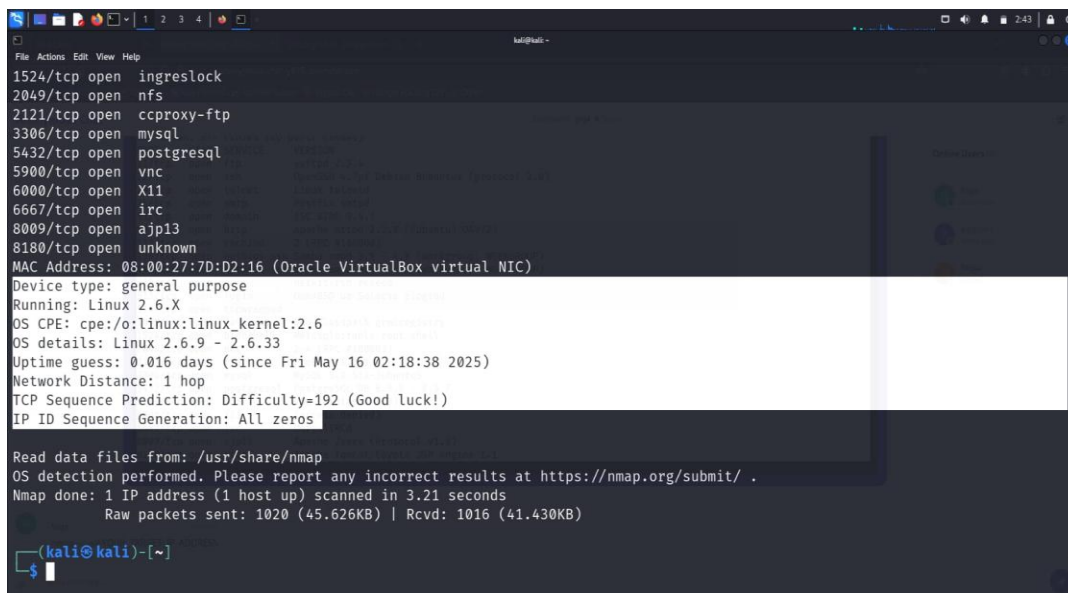 1 2 3 4
2:43
kali@kali: ~
File Actions Edit View Help
1524/tcp open ingreslock
2049/tcp open nfs
2121/tcp open ccproxy-ftp
3306/tcp open mysql
5432/tcp open postgresql
5900/tcp open vnc
6000/tcp open X11
6667/tcp open irc
8009/tcp open ajp13
8180/tcp open unknown
MAC Address: 08:00:27:7D:D2:16 (Oracle VirtualBox virtual NIC)
Device type: general purpose
Running: Linux 2.6.X
OS CPE: cpe:/o:linux:linux_kernel:2.6
OS details: Linux 2.6.9 - 2.6.33
Uptime guess: 0.016 days (since Fri May 16 02:18:38 2025)
Network Distance: 1 hop
TCP Sequence Prediction: Difficulty=192 (Good luck!)
IP ID Sequence Generation: All zeros
Read data files from: /usr/share/nmap
OS detection performed. Please report any incorrect results at https://nmap.org/submit/ .
Nmap done: 1 IP address (1 host up) scanned in 3.21 seconds
Raw packets sent: 1020 (45.626KB) | Rcvd: 1016 (41.430KB)
┌──(kali㉿kali)-[~]
└─$